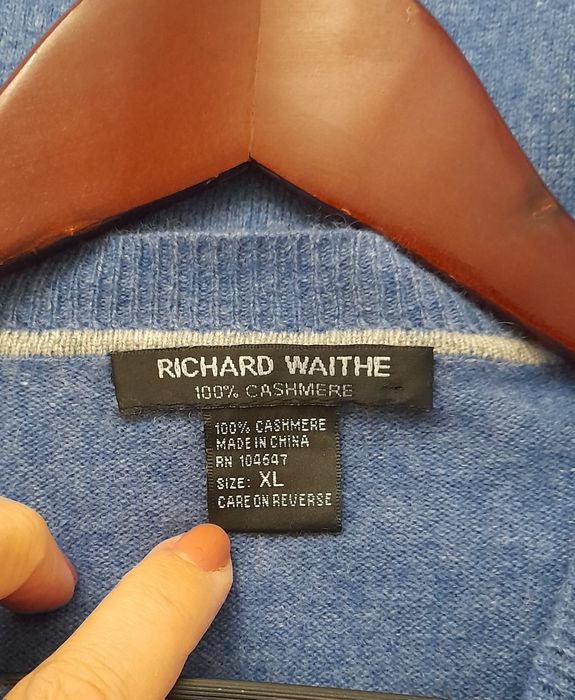 RICHARD WAITHE
100% CASHMERE
100% CASHMERE
MADE IN CHINA
RN 104647
SIZE: XL
CARE ON REVERSE